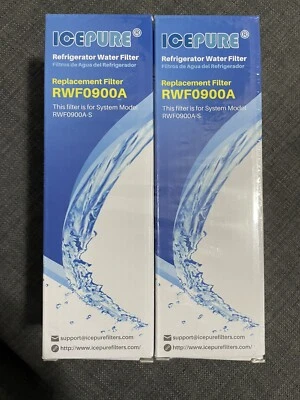 ICEPURE®
Refrigerator Water Filter
Filtros de Agua del Refrigerador
Replacement Filter
RWF0900A
This filter is for System Model
RWF0900A-S
support@icepurefilters.com
http://www.icepurefilters.com/
ICEPURE®
Refrigerator Water Filter
Filtros de Agua del Refrigerador
Replacement Filter
RWF0900A
This filter is for System Model
RWF0900A-S
support@icepurefilters.com
http://www.icepurefilters.com/